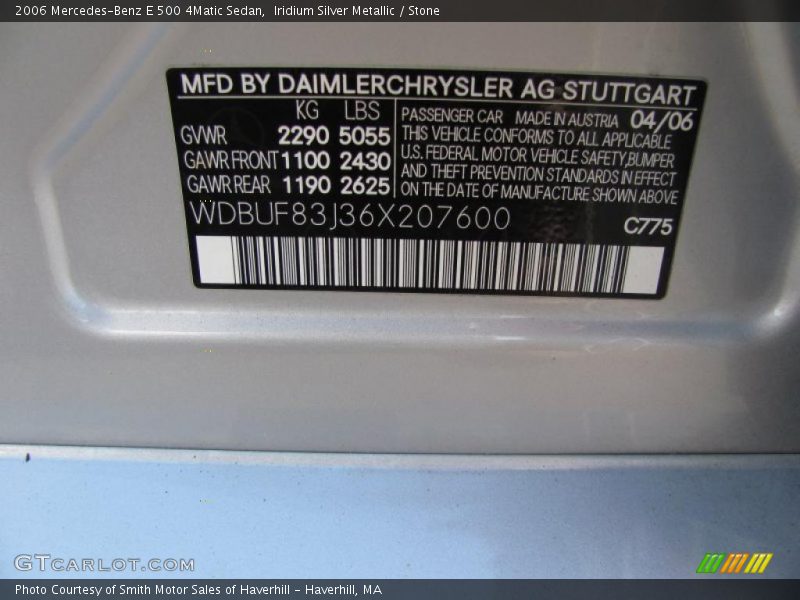 2006 Mercedes-Benz E 500 4Matic Sedan,  Iridium Silver Metallic / Stone
MFD BY DAIMLERCHRYSLER AG STUTTGART
KG LBS
GVWR 2290 5055
GAWR FRONT 1100 2430
GAWR REAR 1190 2625
PASSENGER CAR MADE IN AUSTRIA 04/06
THIS VEHICLE CONFORMS TO ALL APPLICABLE
U.S. FEDERAL MOTOR VEHICLE SAFETY,BUMPER
AND THEFT PREVENTION STANDARDS IN EFFECT
ON THE DATE OF MANUFACTURE SHOWN ABOVE
WDBUF83J36X207600
C775
GTCARLOT.COM
Photo Courtesy of Smith Motor Sales of Haverhill - Haverhill, MA